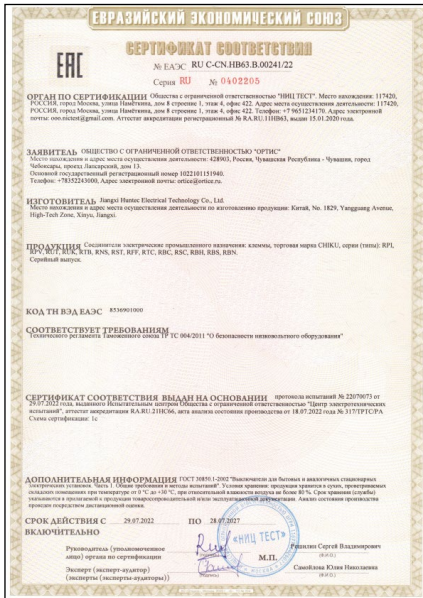 ЕВРАЗИЙСКИЙ ЭКОНОМИЧЕСКИЙ СОЮЗ
ЕАС
СЕРТИФИКАТ СООТВЕТСТВИЯ
№ ЕАЭС RU C-CN.HB63.B.00241/22
Серия RU № 0402205
ОРГАН ПО СЕРТИФИКАЦИИ Общества с ограниченной ответственностью "НИЦ ТЕСТ". Место нахождения: 117420,
РОССИЯ, город Москва, улица Намёткина, дом 8 строение 1, этаж 4, офис 422. Адрес места осуществления деятельности: 117420,
РОССИЯ, город Москва, улица Намёткина, дом 8 строение 1, этаж 4, офис 422. Телефон: +7 9651234170. Адрес электронной
почты: ooo.nictest@gmail.com. Аттестат аккредитации регистрационный № RA.RU.11HB63, выдан 15.01.2020 год.
ЗАЯВИТЕЛЬ ОБЩЕСТВО С ОГРАНИЧЕННОЙ ОТВЕТСТВЕННОСТЬЮ "ОРТИС"
Место нахождения и адрес места осуществления деятельности: 428903, Россия, Чувашская Республика - Чувашия, город
Чебоксары, проезд Лапсарский, дом 13.
Основной государственный регистрационный номер 1022101151940.
Телефон: +78352243000, Адрес электронной почты: ortice@ortice.ru
ИЗГОТОВИТЕЛЬ Jiangxi Huntec Electrical Technology Co., Ltd.
Место нахождения и адрес места осуществления деятельности по изготовлению продукции: Китай, No. 1829, Yangguang Avenue,
High-Tech Zone, Xinyu, Jiangxi.
ПРОДУКЦИЯ Соединители электрические промышленного назначения: клеммы, торговая марка CHIKU, серии (типы): RPI,
RPV, RUT, RUK, RTB, RNS, RST, RFF, RTC, RBC, RSC, RBH, RBS, RBN.
Серийный выпуск.
КОД ТН ВЭД ЕАЭС 8536901000
СООТВЕТСТВУЕТ ТРЕБОВАНИЯМ
Технического регламента Таможенного союза ТР ТС 004/2011 "О безопасности низковольтного оборудования"
СЕРТИФИКАТ СООТВЕТСТВИЯ ВЫДАН НА ОСНОВАНИИ протокола испытаний № 22070073 от
29.07.2022 года, выданного Испытательным центром Общества с ограниченной ответственностью "Центр электротехнических
испытаний", аттестат аккредитации RA.RU.21HC66, акта анализа состояния производства от 18.07.2022 года № 317/ТРТС/РА
Схема сертификации: 1с
ДОПОЛНИТЕЛЬНАЯ ИНФОРМАЦИЯ ГОСТ 30850.1-2002 "Выключатели для бытовых и аналогичных стационарных
электрических установок. Часть 1. Общие требования и методы испытаний". Условия хранения: продукция хранится в сухих, проветриваемых
складских помещениях при температуре от 0 °C до +30 °C, при относительной влажности воздуха не более 80 %. Срок хранения (службы)
указывается в прилагаемой к продукции товаросопроводительной и/или эксплуатационной документации. Анализ состояния производства
проведен посредством дистанционной оценки.
СРОК ДЕЙСТВИЯ С 29.07.2022 ПО 28.07.2027
ВКЛЮЧИТЕЛЬНО
Руководитель (уполномоченное
лицо) органа по сертификации
(подпись)
М.П.
Рецилин Сергей Владимирович
(Ф.И.О.)
Эксперт (эксперт-аудитор)
(эксперты (эксперты-аудиторы))
Самойлова Юлия Николаевна
(Ф.И.О.)
«НИЦ ТЕСТ»